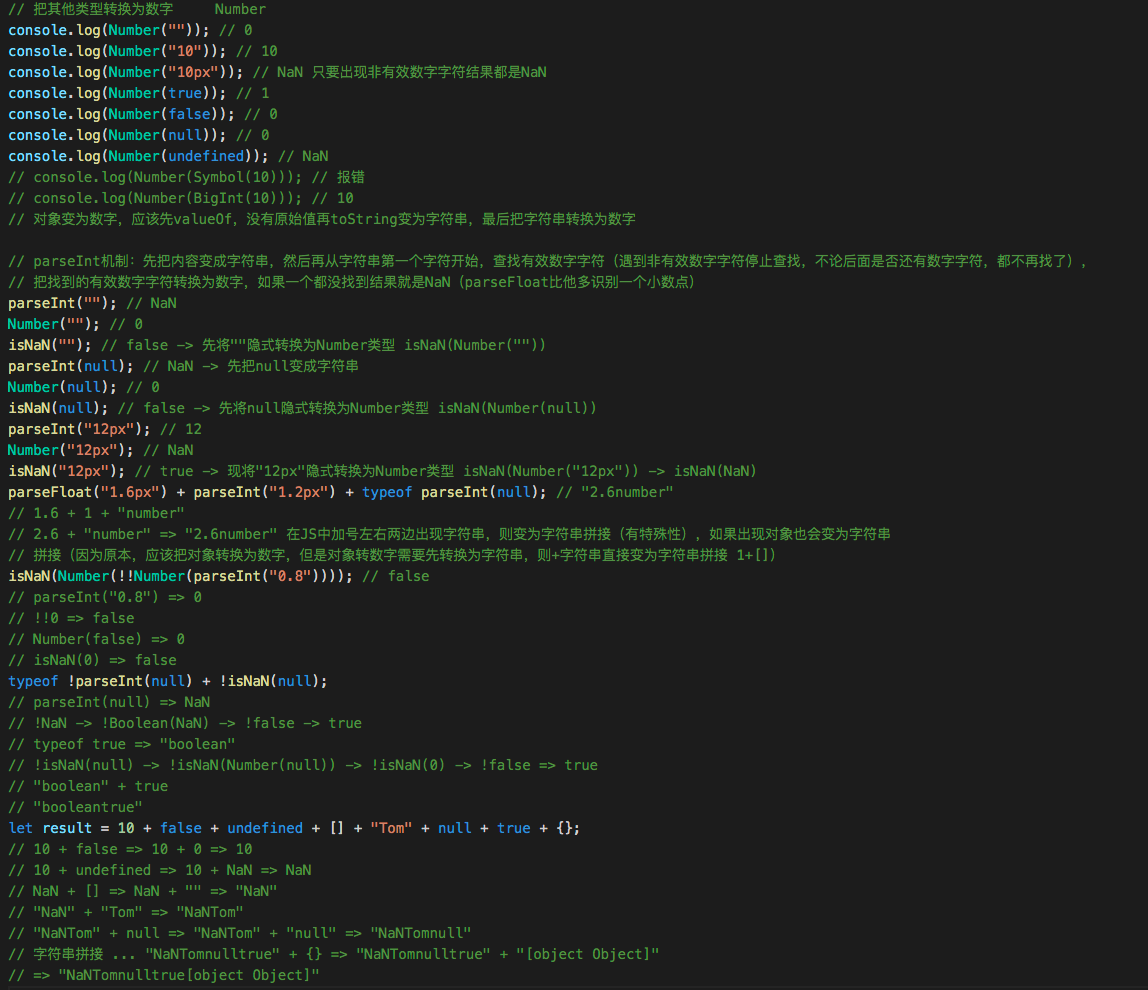 // 把其他类型转换为数字     Number
console.log(Number("")); // 0
console.log(Number("10")); // 10
console.log(Number("10px")); // NaN 只要出现非有效数字字符结果都是NaN
console.log(Number(true)); // 1
console.log(Number(false)); // 0
console.log(Number(null)); // 0
console.log(Number(undefined)); // NaN
// console.log(Number(Symbol(10))); // 报错
// console.log(Number(BigInt(10))); // 10
// 对象变为数字，应该先valueOf，没有原始值再toString变为字符串，最后把字符串转换为数字

// parseInt机制：先把内容变成字符串，然后再从字符串第一个字符开始，查找有效数字字符（遇到非有效数字字符停止查找，不论后面是否还有数字字符，都不再找了），
// 把找到的有效数字字符转换为数字，如果一个都没找到结果就是NaN（parseFloat比他多识别一个小数点）
parseInt(""); // NaN
Number(""); // 0
isNaN(""); // false -> 先将""隐式转换为Number类型 isNaN(Number(""))
parseInt(null); // NaN -> 先把null变成字符串
Number(null); // 0
isNaN(null); // false -> 先将null隐式转换为Number类型 isNaN(Number(null))
parseInt("12px"); // 12
Number("12px"); // NaN
isNaN("12px"); // true -> 现将"12px"隐式转换为Number类型 isNaN(Number("12px")) -> isNaN(NaN)
parseFloat("1.6px") + parseInt("1.2px") + typeof parseInt(null); // "2.6number"
// 1.6 + 1 + "number"
// 2.6 + "number" => "2.6number" 在JS中加号左右两边出现字符串，则变为字符串拼接（有特殊性），如果出现对象也会变为字符串
// 拼接（因为原本，应该把对象转换为数字，但是对象转数字需要先转换为字符串，则+字符串直接变为字符串拼接 1+[]）
isNaN(Number(!!Number(parseInt("0.8")))); // false
// parseInt("0.8") => 0
// !!0 => false
// Number(false) => 0
// isNaN(0) => false
typeof !parseInt(null) + !isNaN(null);
// parseInt(null) => NaN
// !NaN -> !Boolean(NaN) -> !false -> true
// typeof true => "boolean"
// !isNaN(null) -> !isNaN(Number(null)) -> !isNaN(0) -> !false => true
// "boolean" + true
// "booleantrue"
let result = 10 + false + undefined + [] + "Tom" + null + true + {};
// 10 + false => 10 + 0 => 10
// 10 + undefined => 10 + NaN => NaN
// NaN + [] => NaN + "" => "NaN"
// "NaN" + "Tom" => "NaNTom"
// "NaNTom" + null => "NaNTom" + "null" => "NaNTomnull"
// 字符串拼接 ... "NaNTomnulltrue" + {} => "NaNTomnulltrue" + "[object Object]"
// => "NaNTomnulltrue[object Object]"